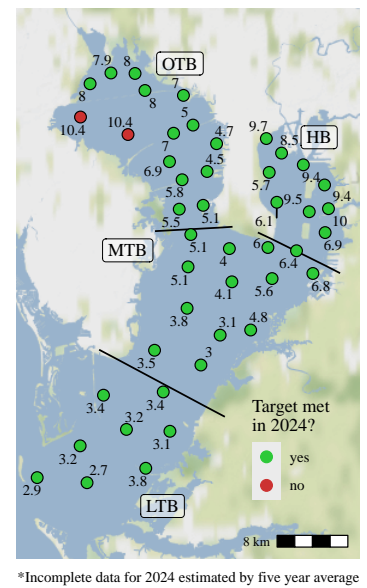 7.9 8
OTB
8 8 7
10.4 10.4 5
7 4.7 9.7
HB
8.5
6.9 4.5
5.8 5.7 9.4
9.5 9.4
5.5 5.1 6.1 10
MTB
5.1 4 6 6.9
6.4
5.1 4.1 5.6 6.8
3.8
3.1 4.8
3.5 3
3.4 3.4
Target met
in 2024?
3.2 3.1
yes
3.2
no
2.9 2.7 3.8
LTB
8 km
*Incomplete data for 2024 estimated by five year average